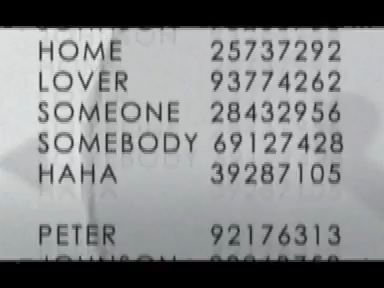 HOME 25737292
LOVER 93774262
SOMEONE 28432956
SOMEBODY 69127428
HAHA 39287105
PETER 92176313